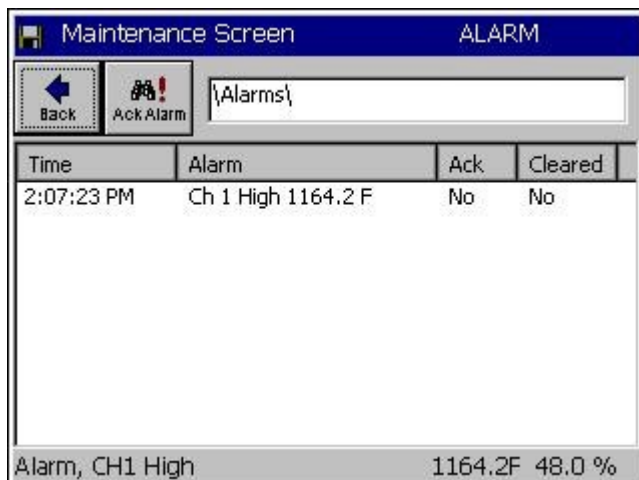 Maintenance Screen ALARM
Back Ack Alarm \Alarms\
Time Alarm Ack Cleared
2:07:23 PM Ch 1 High 1164.2 F No No
Alarm, CH1 High 1164.2F 48.0 %